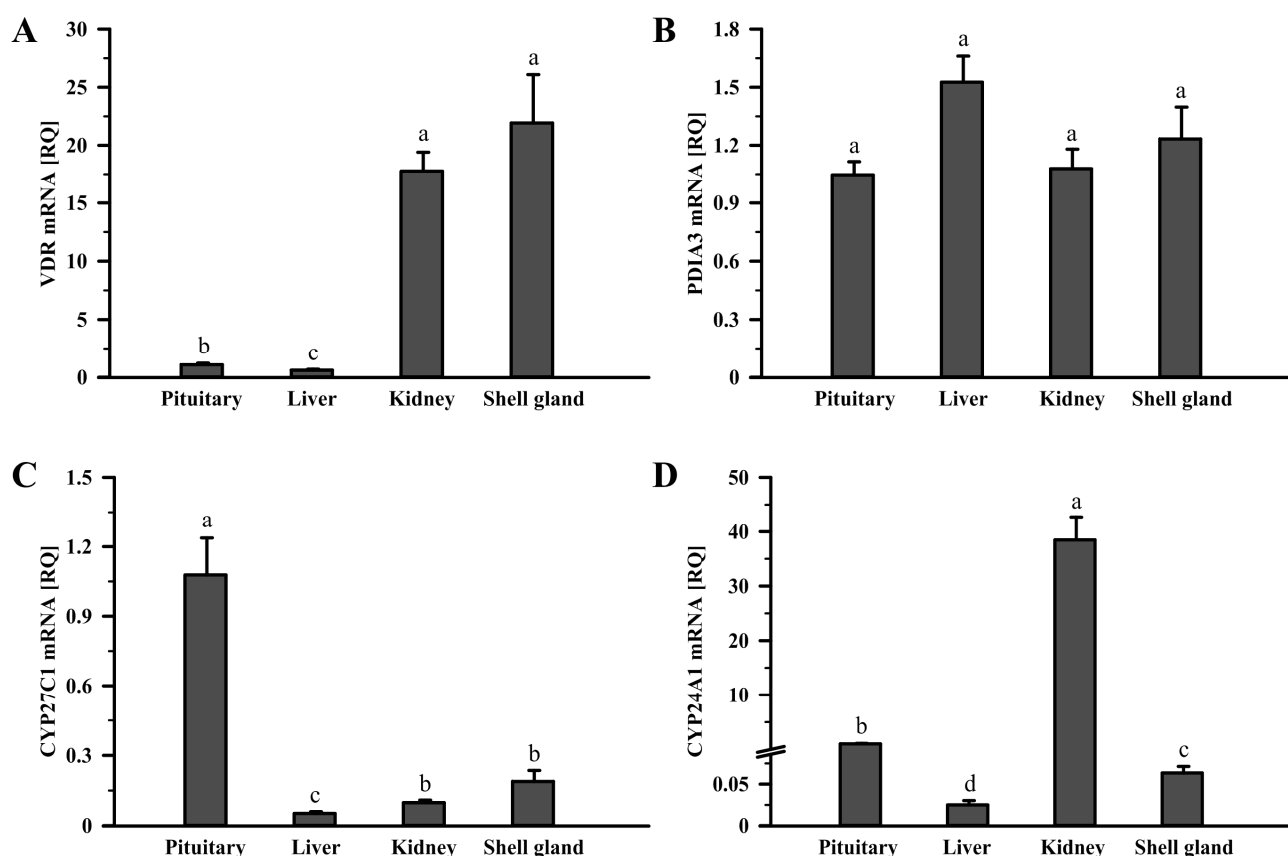 A
VDR mRNA [RQ]
30
25
20
15
10
5
0
b
c
a
a
Pituitary Liver Kidney Shell gland
B
PDIA3 mRNA [RQ]
1.8
1.5
1.2
0.9
0.6
0.3
0
a
a
a
a
Pituitary Liver Kidney Shell gland
C
CYP27C1 mRNA [RQ]
1.5
1.2
0.9
0.6
0.3
0
a
c
b
b
Pituitary Liver Kidney Shell gland
D
CYP24A1 mRNA [RQ]
50
40
30
20
10
0.05
0
b
d
a
c
Pituitary Liver Kidney Shell gland